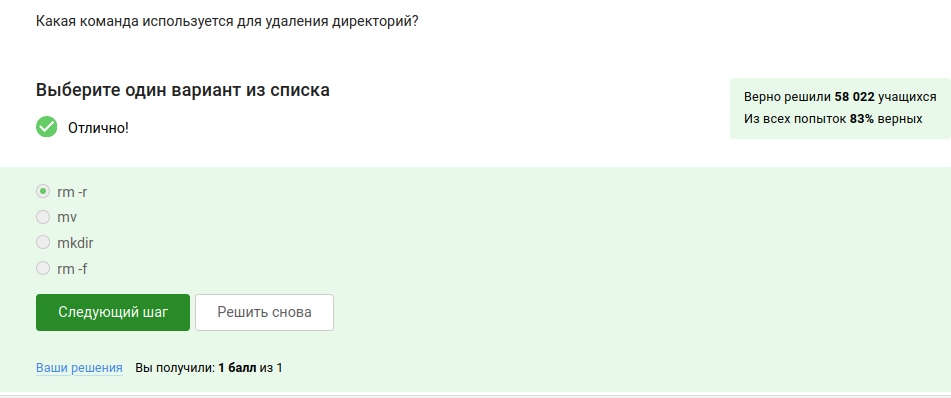 Какая команда используется для удаления директорий?
Выберите один вариант из списка
Отлично!
Верно решили 58 022 учащихся
Из всех попыток 83% верных
rm -r
mv
mkdir
rm -f
Следующий шаг
Решить снова
Ваши решения Вы получили: 1 балл из 1